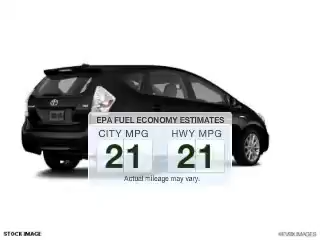 EPA FUEL ECONOMY ESTIMATES
CITY MPG HWY MPG
21 21
Actual mileage may vary.
STOCK IMAGE